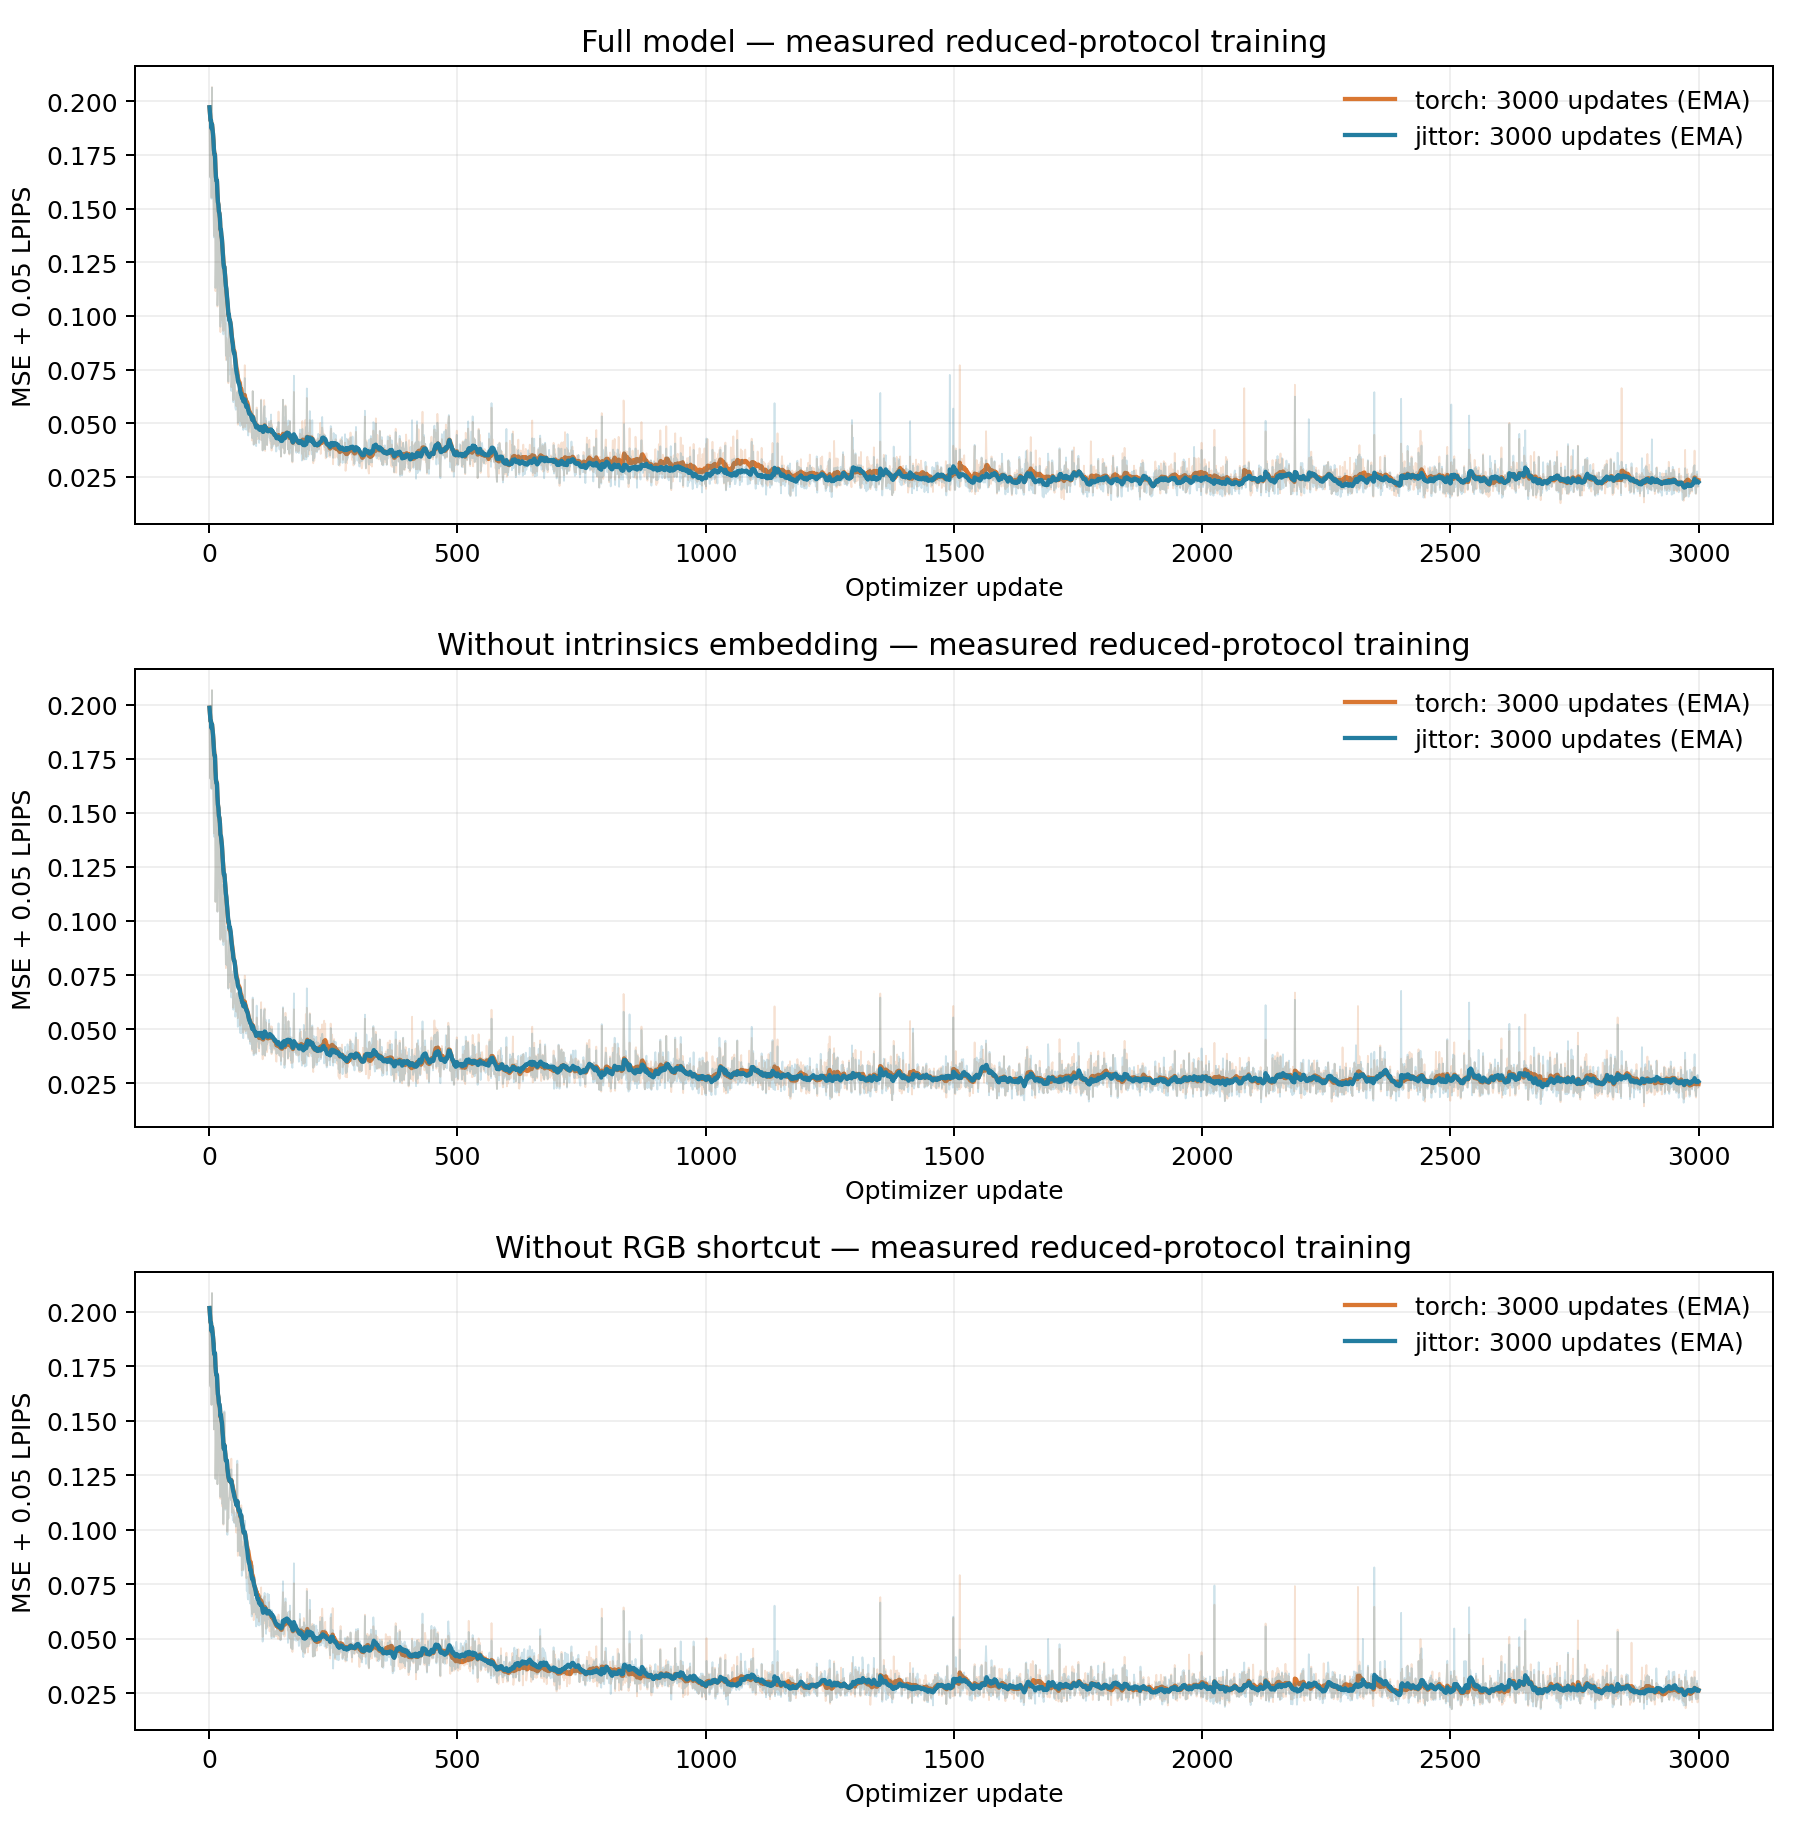 Full model — measured reduced-protocol training
torch: 3000 updates (EMA)
jittor: 3000 updates (EMA)
MSE + 0.05 LPIPS
0.200
0.175
0.150
0.125
0.100
0.075
0.050
0.025
0 500 1000 1500 2000 2500 3000
Optimizer update
Without intrinsics embedding — measured reduced-protocol training
torch: 3000 updates (EMA)
jittor: 3000 updates (EMA)
MSE + 0.05 LPIPS
0.200
0.175
0.150
0.125
0.100
0.075
0.050
0.025
0 500 1000 1500 2000 2500 3000
Optimizer update
Without RGB shortcut — measured reduced-protocol training
torch: 3000 updates (EMA)
jittor: 3000 updates (EMA)
MSE + 0.05 LPIPS
0.200
0.175
0.150
0.125
0.100
0.075
0.050
0.025
0 500 1000 1500 2000 2500 3000
Optimizer update